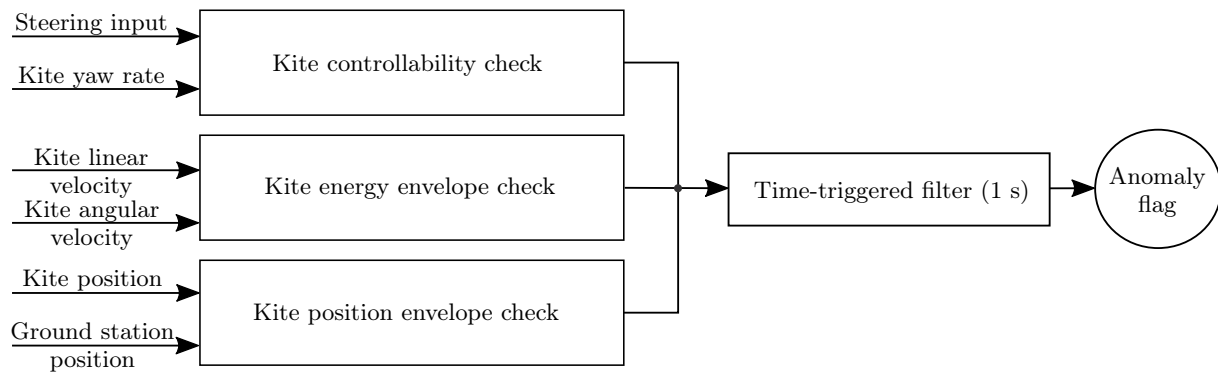 Steering input
Kite yaw rate
Kite controllability check
Kite linear
velocity
Kite angular
velocity
Kite energy envelope check
Kite position
Ground station
position
Kite position envelope check
Time-triggered filter (1 s)
Anomaly
flag